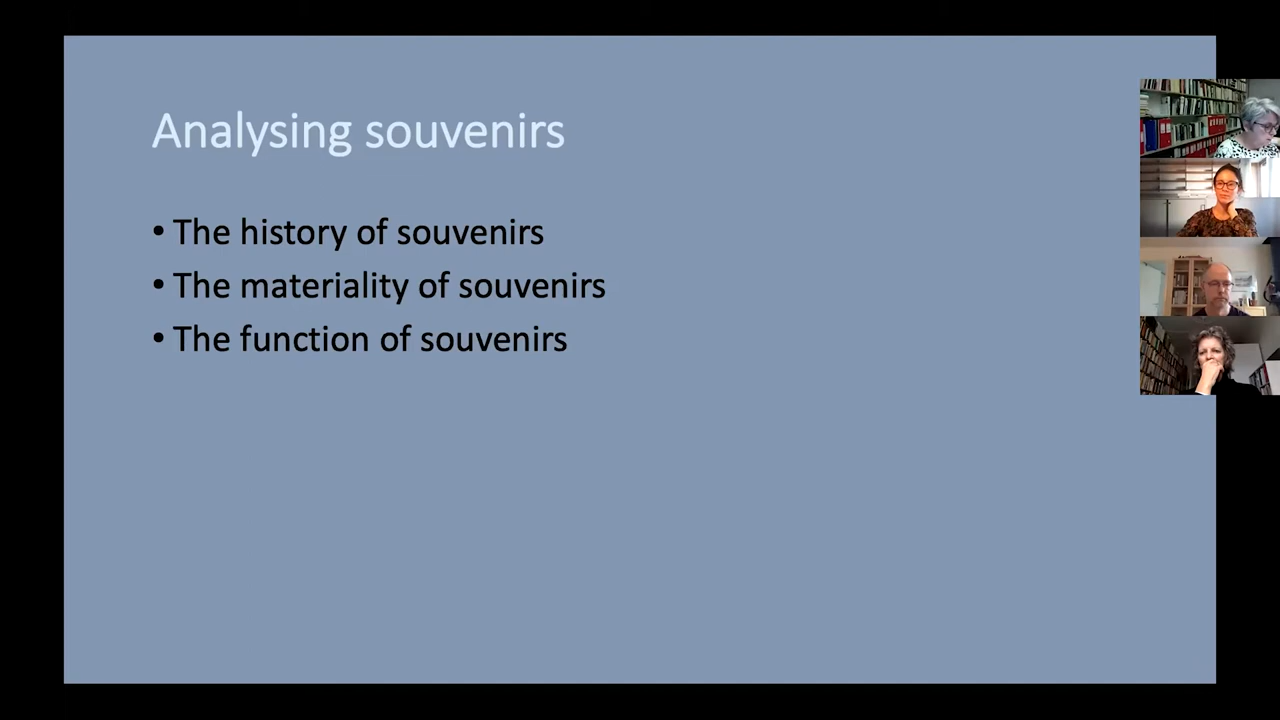 Analysing souvenirs
• The history of souvenirs
• The materiality of souvenirs
• The function of souvenirs